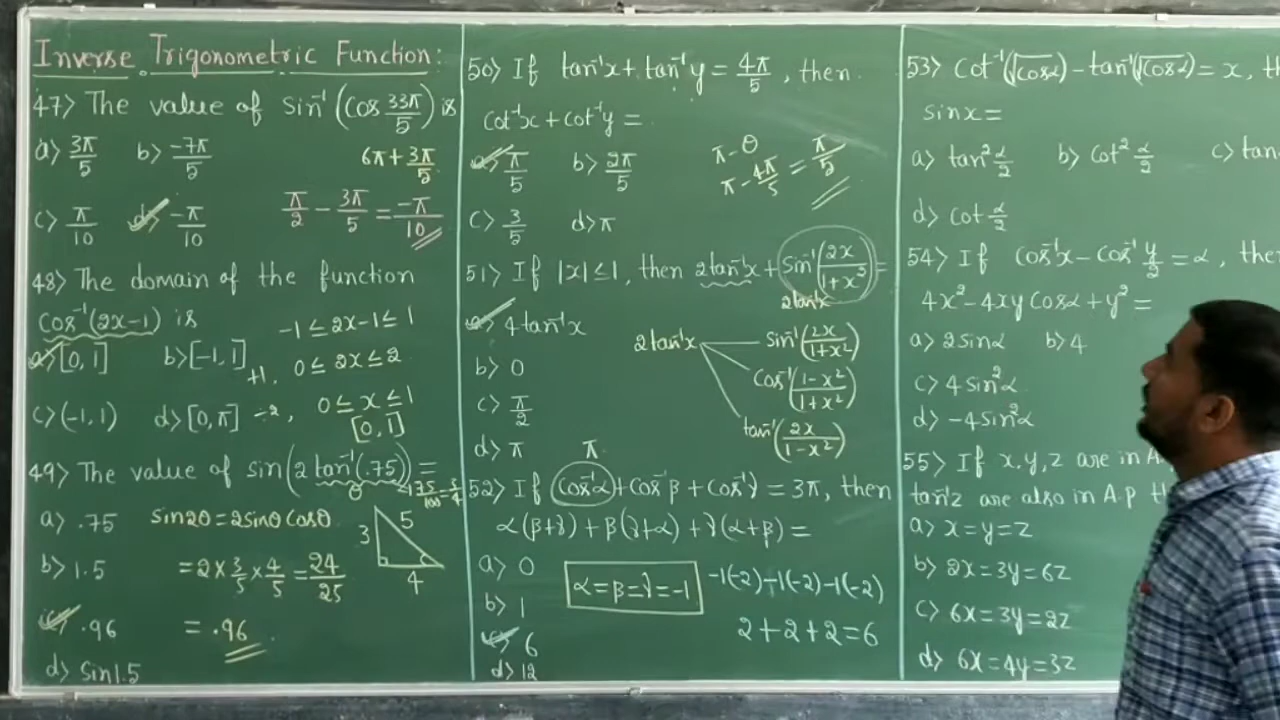 Inverse Trigonometric Function:
47) The value of sin⁻¹(cos 33π/5) is
a) 3π/5 b) -7π/5 6π + 3π/5
c) π/10 d) -π/10 π/2 - 3π/5 = -π/10
48) The domain of the function
cos⁻¹(2x-1) is -1 ≤ 2x-1 ≤ 1
a) [0, 1] b) [-1, 1] +1, 0 ≤ 2x ≤ 2
c) (-1, 1) d) [0, π] ÷2, 0 ≤ x ≤ 1
[0, 1]
49) The value of sin(2 tan⁻¹(.75)) =
θ 75/100 = 3/4
a) .75 sin2θ = 2sinθ cosθ 3 5 4
b) 1.5 = 2 × 3/5 × 4/5 = 24/25
c) .96 = .96
d) sin1.5
50) If tan⁻¹x + tan⁻¹y = 4π/5, then
cot⁻¹x + cot⁻¹y =
a) π/5 b) 2π/5 π - θ
π - 4π/5 = π/5
c) 3/5 d) π
51) If |x| ≤ 1, then 2tan⁻¹x + sin⁻¹(2x/1+x²) =
2tan⁻¹x
a) 4tan⁻¹x 2tan⁻¹x sin⁻¹(2x/1+x²)
b) 0 cos⁻¹(1-x²/1+x²)
c) π/2 tan⁻¹(2x/1-x²)
d) π π
52) If cos⁻¹α + cos⁻¹β + cos⁻¹γ = 3π, then
α(β+γ) + β(γ+α) + γ(α+β) =
a) 0 α=β=γ=-1 -1(-2)-1(-2)-1(-2)
b) 1
c) 6 2+2+2=6
d) 12
53) cot⁻¹(√cosα) - tan⁻¹(√cosα) = x, th
sinx =
a) tan² α/2 b) cot² α/2 c) tan
d) cot α/2
54) If cos⁻¹x - cos⁻¹ y/2 = α, the
4x² - 4xy cosα + y² =
a) 2sinα b) 4
c) 4sin²α
d) -4sin²α
55) If x, y, z are in A
tan⁻¹z are also in A.p th
a) x=y=z
b) 2x=3y=6z
c) 6x=3y=2z
d) 6x=4y=3z